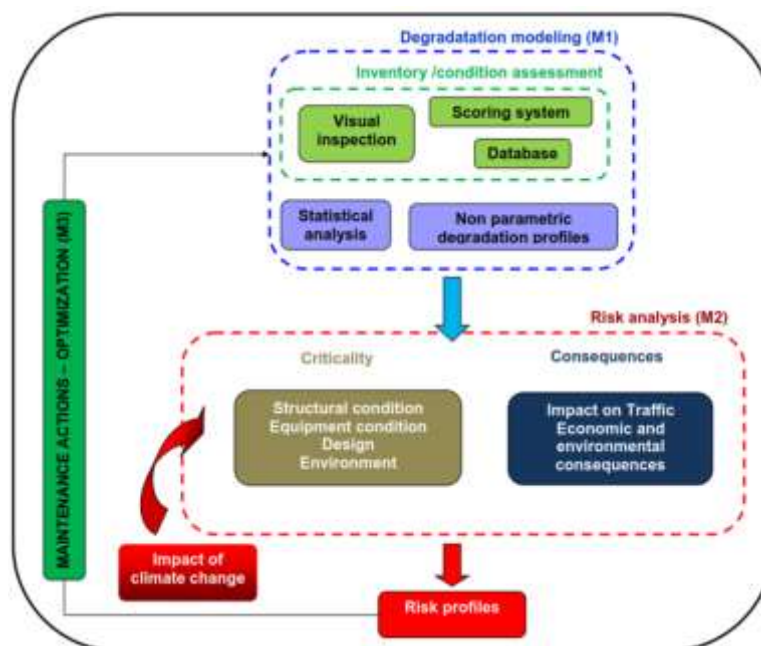 Degradatation modeling (M1)
Inventory /condition assessment
Visual
inspection
Scoring system
Database
Statistical
analysis
Non parametric
degradation profiles
MAINTENANCE ACTIONS – OPTIMIZATION (M3)
Risk analysis (M2)
Criticality
Consequences
Structural condition
Equipment condition
Design
Environment
Impact on Traffic
Economic and
environmental
consequences
Impact of
climate change
Risk profiles